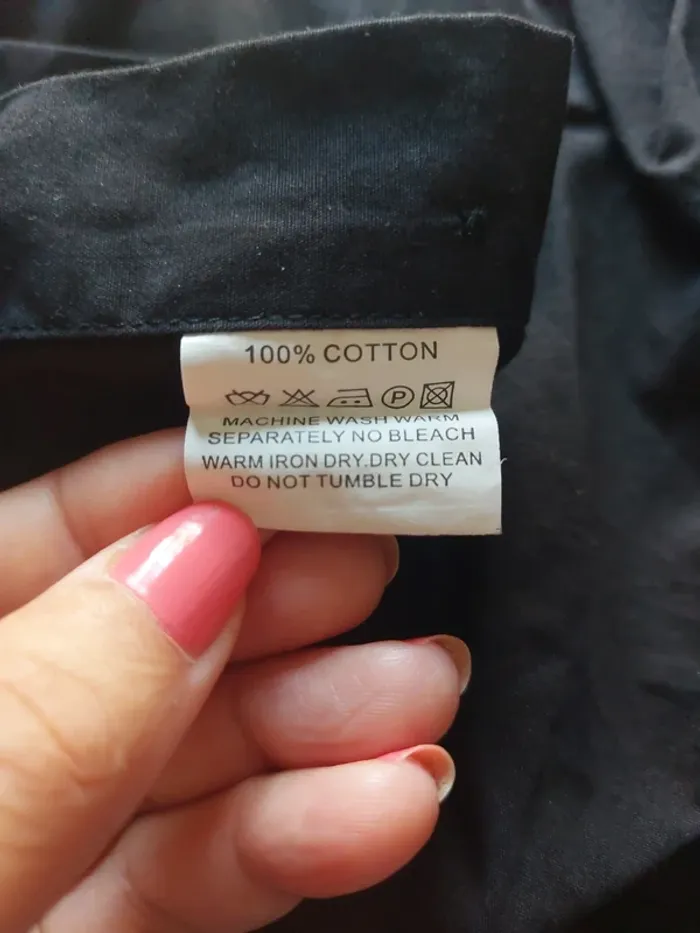 100% COTTON
P
MACHINE WASH WARM
SEPARATELY NO BLEACH
WARM IRON DRY.DRY CLEAN
DO NOT TUMBLE DRY